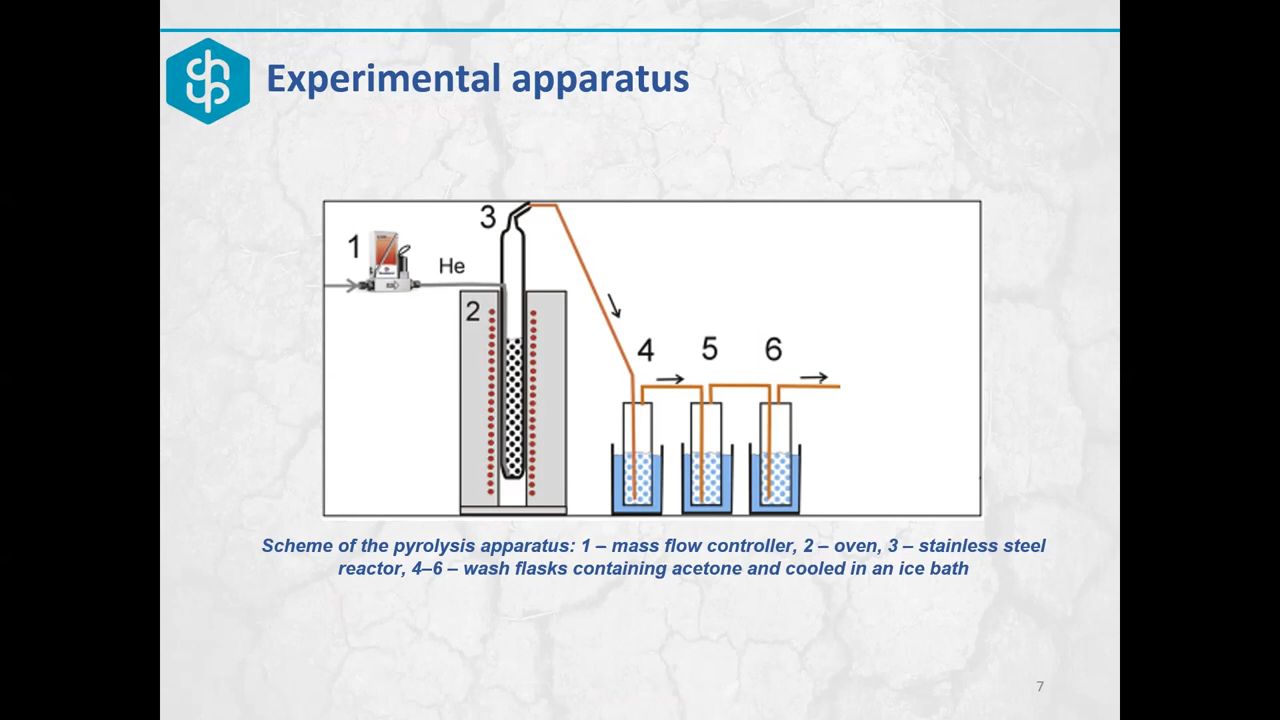 Experimental apparatus
3
1
He
2
4 5 6
Scheme of the pyrolysis apparatus: 1 – mass flow controller, 2 – oven, 3 – stainless steel
reactor, 4–6 – wash flasks containing acetone and cooled in an ice bath
7